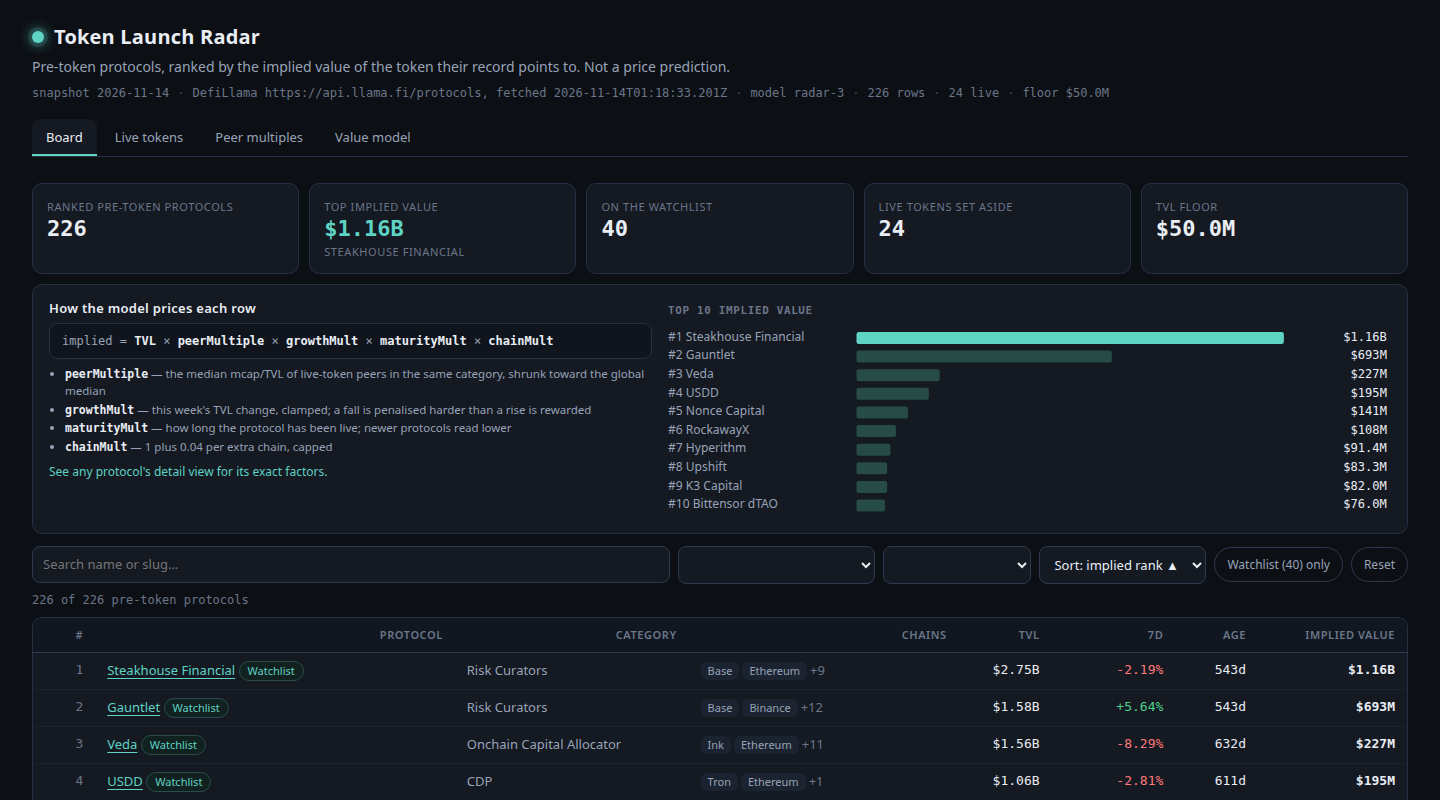 Token Launch Radar
Pre-token protocols, ranked by the implied value of the token their record points to. Not a price prediction.
snapshot 2026-11-14 · DefiLlama https://api.llama.fi/protocols, fetched 2026-11-14T01:18:33.201Z · model radar-3 · 226 rows · 24 live · floor $50.0M
Board Live tokens Peer multiples Value model
RANKED PRE-TOKEN PROTOCOLS
226
TOP IMPLIED VALUE
$1.16B
STEAKHOUSE FINANCIAL
ON THE WATCHLIST
40
LIVE TOKENS SET ASIDE
24
TVL FLOOR
$50.0M
How the model prices each row
implied = TVL × peerMultiple × growthMult × maturityMult × chainMult
• peerMultiple — the median mcap/TVL of live-token peers in the same category, shrunk toward the global
median
• growthMult — this week's TVL change, clamped; a fall is penalised harder than a rise is rewarded
• maturityMult — how long the protocol has been live; newer protocols read lower
• chainMult — 1 plus 0.04 per extra chain, capped
See any protocol's detail view for its exact factors.
TOP 10 IMPLIED VALUE
#1 Steakhouse Financial $1.16B
#2 Gauntlet $693M
#3 Veda $227M
#4 USDD $195M
#5 Nonce Capital $141M
#6 RockawayX $108M
#7 Hyperithm $91.4M
#8 Upshift $83.3M
#9 K3 Capital $82.0M
#10 Bittensor dTAO $76.0M
Search name or slug... Sort: implied rank ▲ Watchlist (40) only Reset
226 of 226 pre-token protocols
# PROTOCOL CATEGORY CHAINS TVL 7D AGE IMPLIED VALUE
1 Steakhouse Financial Watchlist Risk Curators Base Ethereum +9 $2.75B -2.19% 543d $1.16B
2 Gauntlet Watchlist Risk Curators Base Binance +12 $1.58B +5.64% 543d $693M
3 Veda Watchlist Onchain Capital Allocator Ink Ethereum +11 $1.56B -8.29% 632d $227M
4 USDD Watchlist CDP Tron Ethereum +1 $1.06B -2.81% 611d $195M